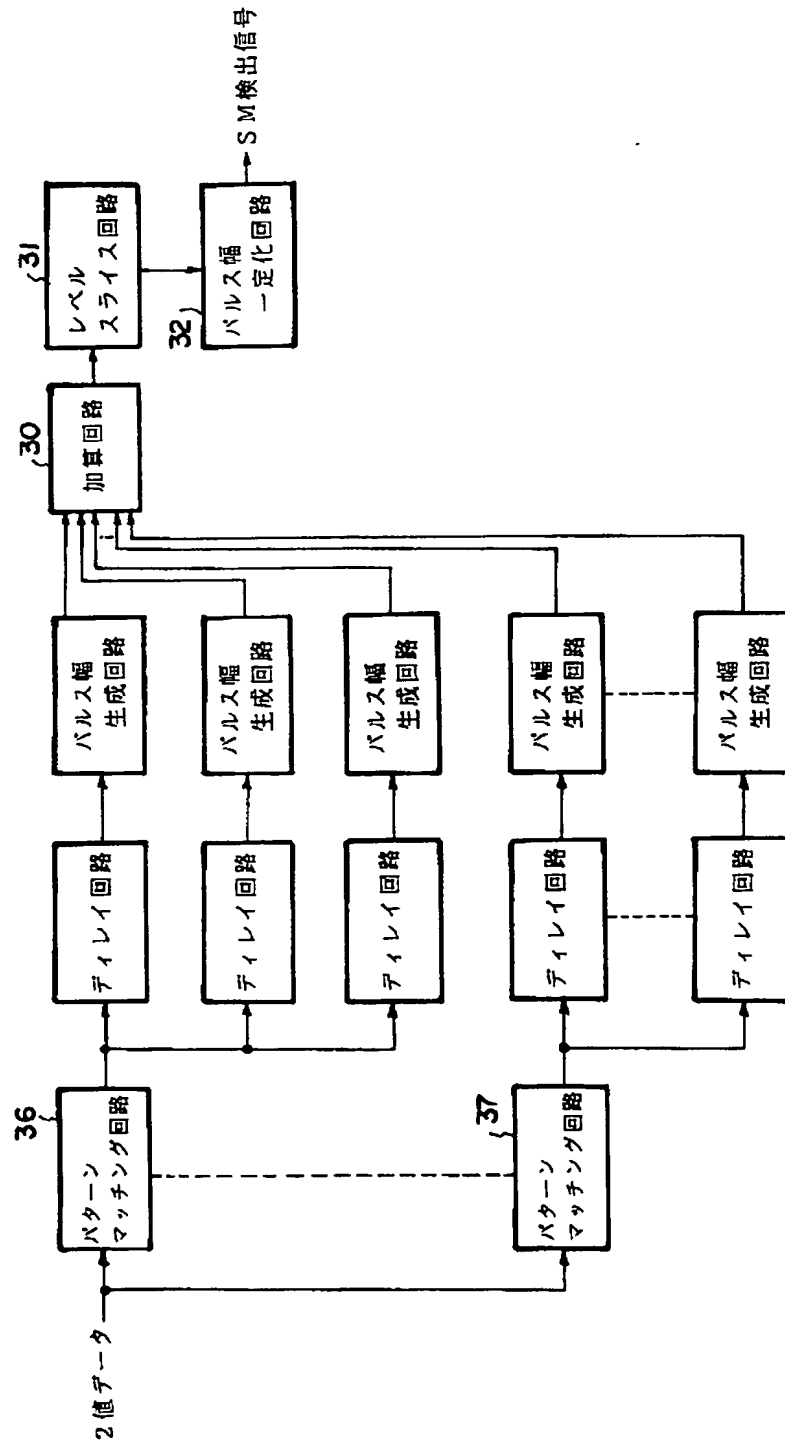 2値データ
36
パターン
マッチング回路
37
パターン
マッチング回路
ディレイ回路
ディレイ回路
ディレイ回路
ディレイ回路
ディレイ回路
パルス幅
生成回路
パルス幅
生成回路
パルス幅
生成回路
パルス幅
生成回路
パルス幅
生成回路
30
加算回路
31
レベル
スライス回路
32
パルス幅
一定化回路
SM検出信号